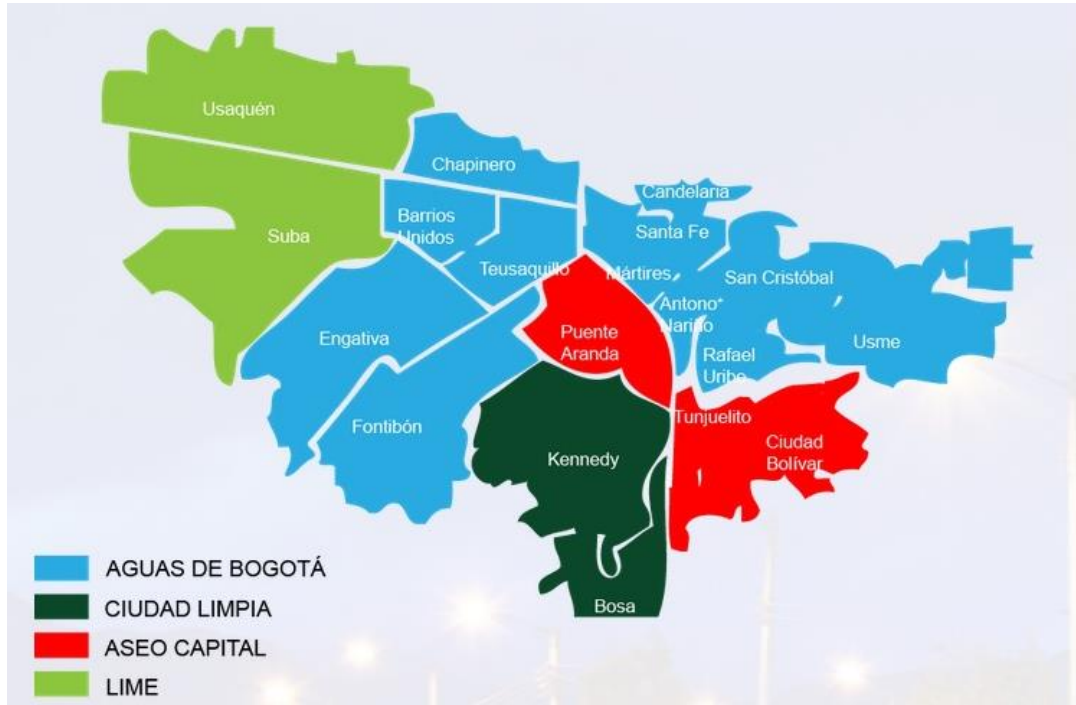 Usaquén
Chapinero
Candelaria
Barrios
Unidos
Suba
Santa Fe
Teusaquillo
Mártires
San Cristóbal
Antono*
Nariño
Engativa
Puente
Aranda
Rafael
Uribe
Usme
Fontibón
Tunjuelito
Kennedy
Ciudad
Bolívar
Bosa
AGUAS DE BOGOTÁ
CIUDAD LIMPIA
ASEO CAPITAL
LIME